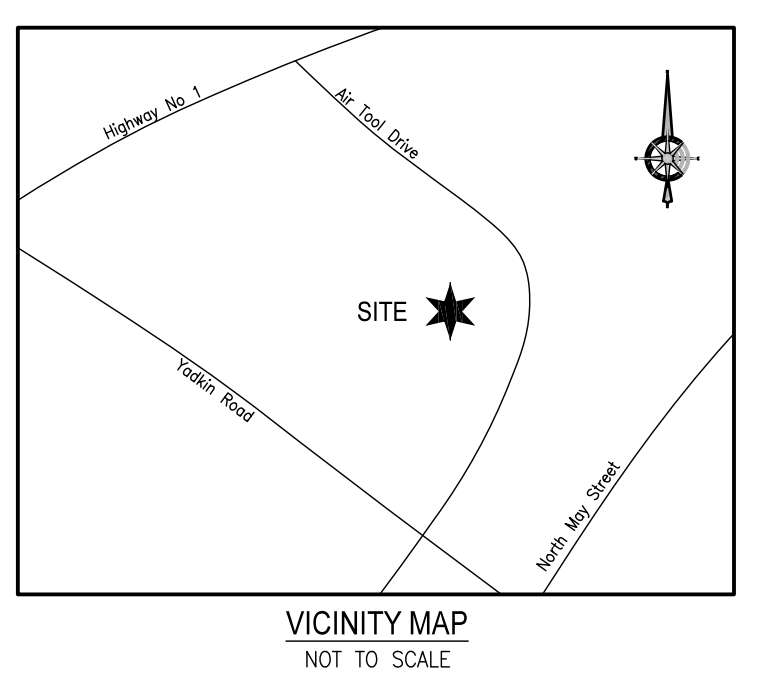 Highway No 1
Air Tool Drive
SITE
Yadkin Road
North May Street
VICINITY MAP
NOT TO SCALE